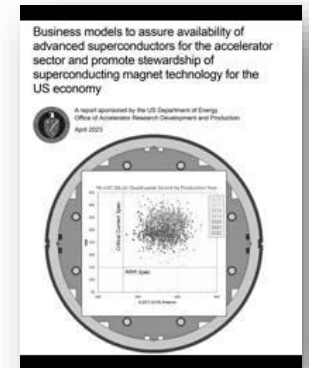 Business models to assure availability of
advanced superconductors for the accelerator
sector and promote stewardship of
superconducting magnet technology for the
US economy
A report sponsored by the US Department of Energy
Office of Accelerator Research Development and Production
April 2023
Critical Current Spec
RRR Spec